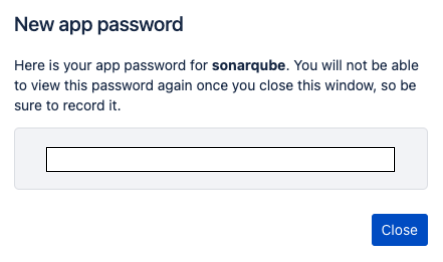 New app password
Here is your app password for sonarqube. You will not be able
to view this password again once you close this window, so be
sure to record it.
Close